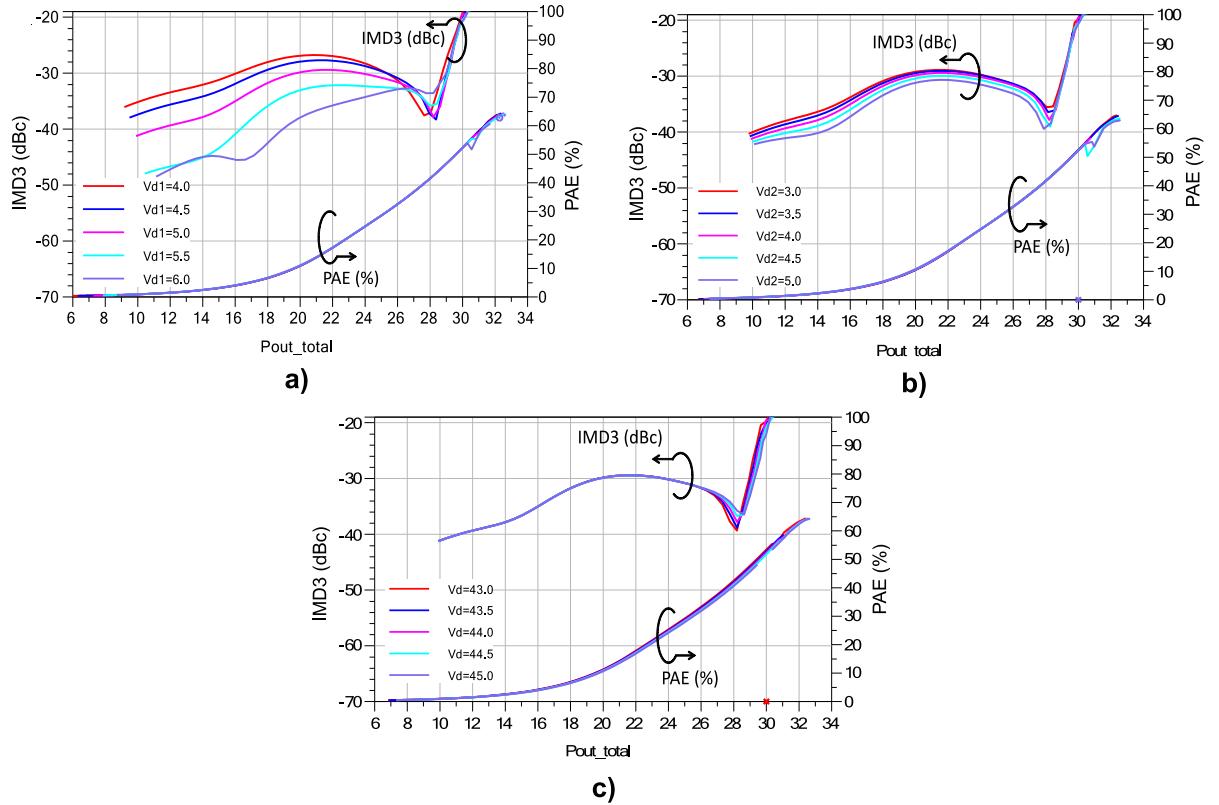 -20
-30
-40
-50
-60
-70
IMD3 (dBc)
100
90
80
70
60
50
40
30
20
10
0
PAE (%)
IMD3 (dBc)
PAE (%)
Vd1=4.0
Vd1=4.5
Vd1=5.0
Vd1=5.5
Vd1=6.0
6 8 10 12 14 16 18 20 22 24 26 28 30 32 34
Pout_total
a)
-20
-30
-40
-50
-60
-70
IMD3 (dBc)
100
90
80
70
60
50
40
30
20
10
0
PAE (%)
IMD3 (dBc)
PAE (%)
Vd2=3.0
Vd2=3.5
Vd2=4.0
Vd2=4.5
Vd2=5.0
6 8 10 12 14 16 18 20 22 24 26 28 30 32 34
Pout total
b)
-20
-30
-40
-50
-60
-70
IMD3 (dBc)
100
90
80
70
60
50
40
30
20
10
0
PAE (%)
IMD3 (dBc)
PAE (%)
Vd=43.0
Vd=43.5
Vd=44.0
Vd=44.5
Vd=45.0
6 8 10 12 14 16 18 20 22 24 26 28 30 32 34
Pout_total
c)